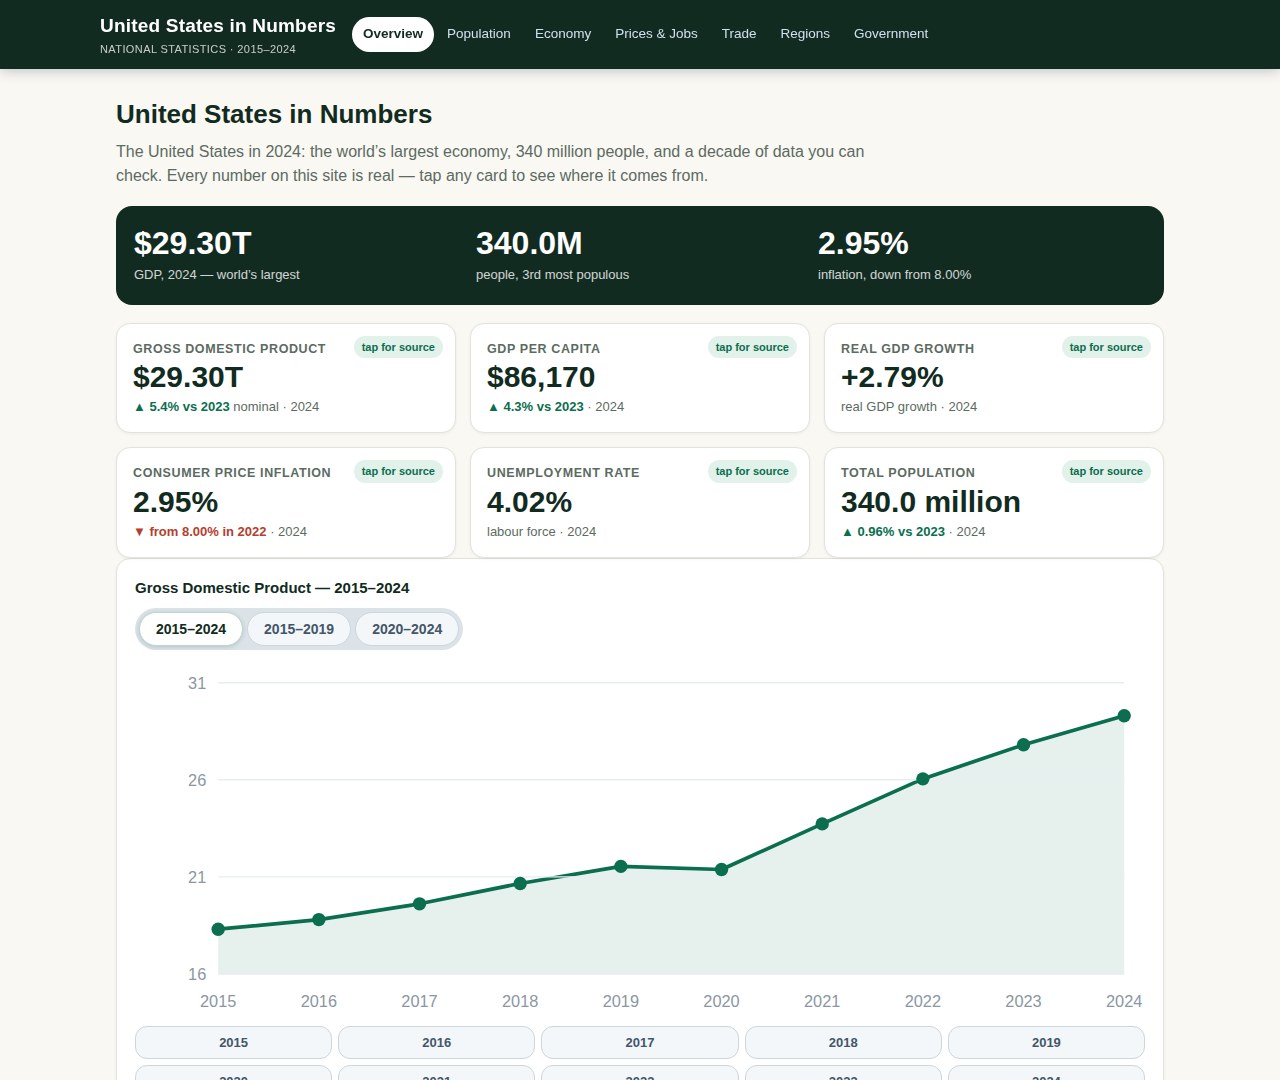 United States in Numbers
NATIONAL STATISTICS · 2015–2024
Overview
Population
Economy
Prices & Jobs
Trade
Regions
Government
United States in Numbers
The United States in 2024: the world’s largest economy, 340 million people, and a decade of data you can
check. Every number on this site is real — tap any card to see where it comes from.
$29.30T
GDP, 2024 — world’s largest
340.0M
people, 3rd most populous
2.95%
inflation, down from 8.00%
GROSS DOMESTIC PRODUCT
tap for source
$29.30T
▲ 5.4% vs 2023 nominal · 2024
GDP PER CAPITA
tap for source
$86,170
▲ 4.3% vs 2023 · 2024
REAL GDP GROWTH
tap for source
+2.79%
real GDP growth · 2024
CONSUMER PRICE INFLATION
tap for source
2.95%
▼ from 8.00% in 2022 · 2024
UNEMPLOYMENT RATE
tap for source
4.02%
labour force · 2024
TOTAL POPULATION
tap for source
340.0 million
▲ 0.96% vs 2023 · 2024
Gross Domestic Product — 2015–2024
2015–2024
2015–2019
2020–2024
31
26
21
16
2015 2016 2017 2018 2019 2020 2021 2022 2023 2024
2015 2016 2017 2018 2019
2020 2021 2022 2023 2024